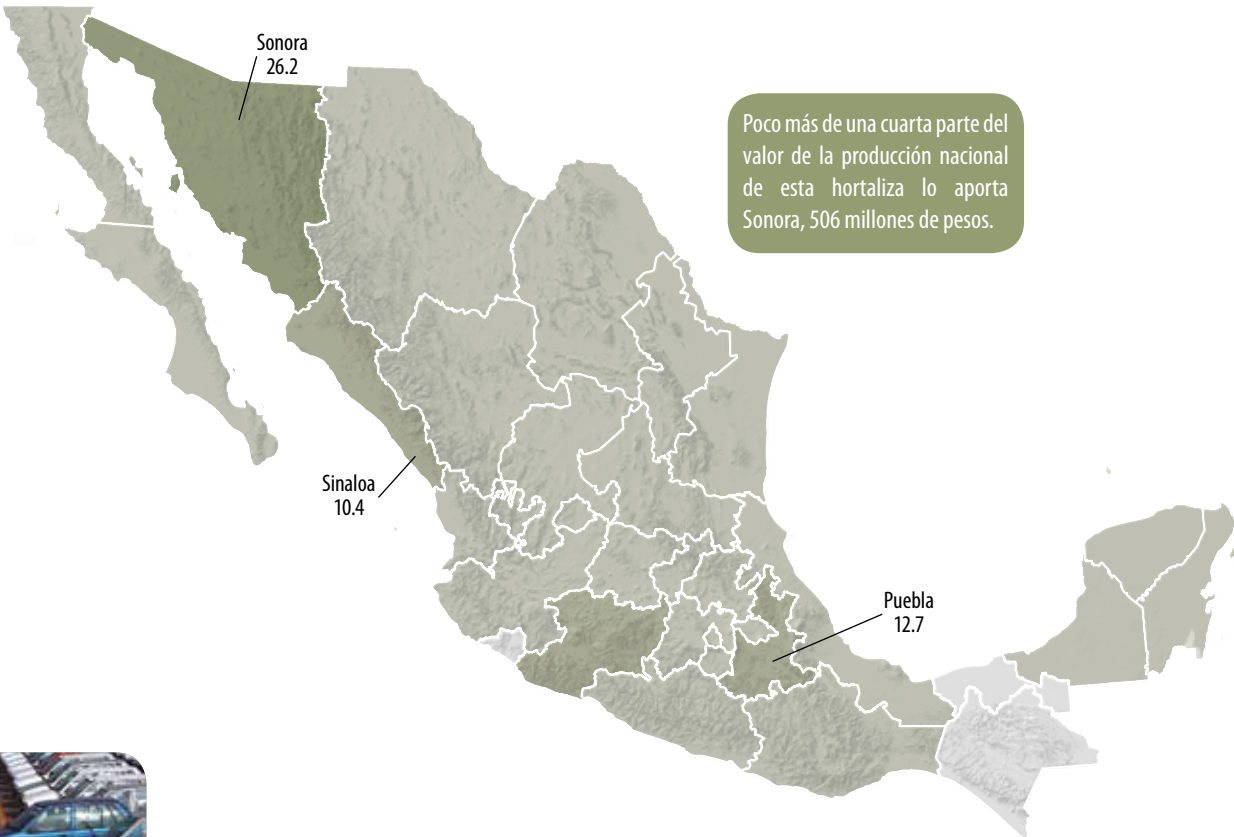 Sonora
26.2
Poco más de una cuarta parte del
valor de la producción nacional
de esta hortaliza lo aporta
Sonora, 506 millones de pesos.
Sinaloa
10.4
Puebla
12.7